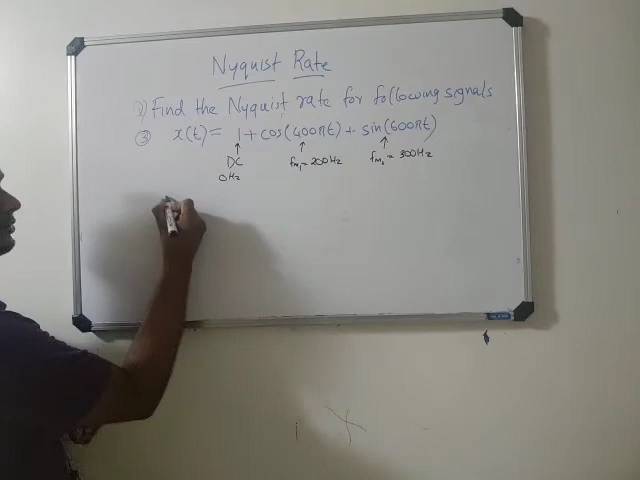 Nyquist Rate
1) Find the Nyquist rate for following signals
③ x(t) = 1 + cos(400πt) + sin(600πt)
↑ ↑ ↑
DC fm₁ = 200Hz fm₂ = 300Hz
0Hz